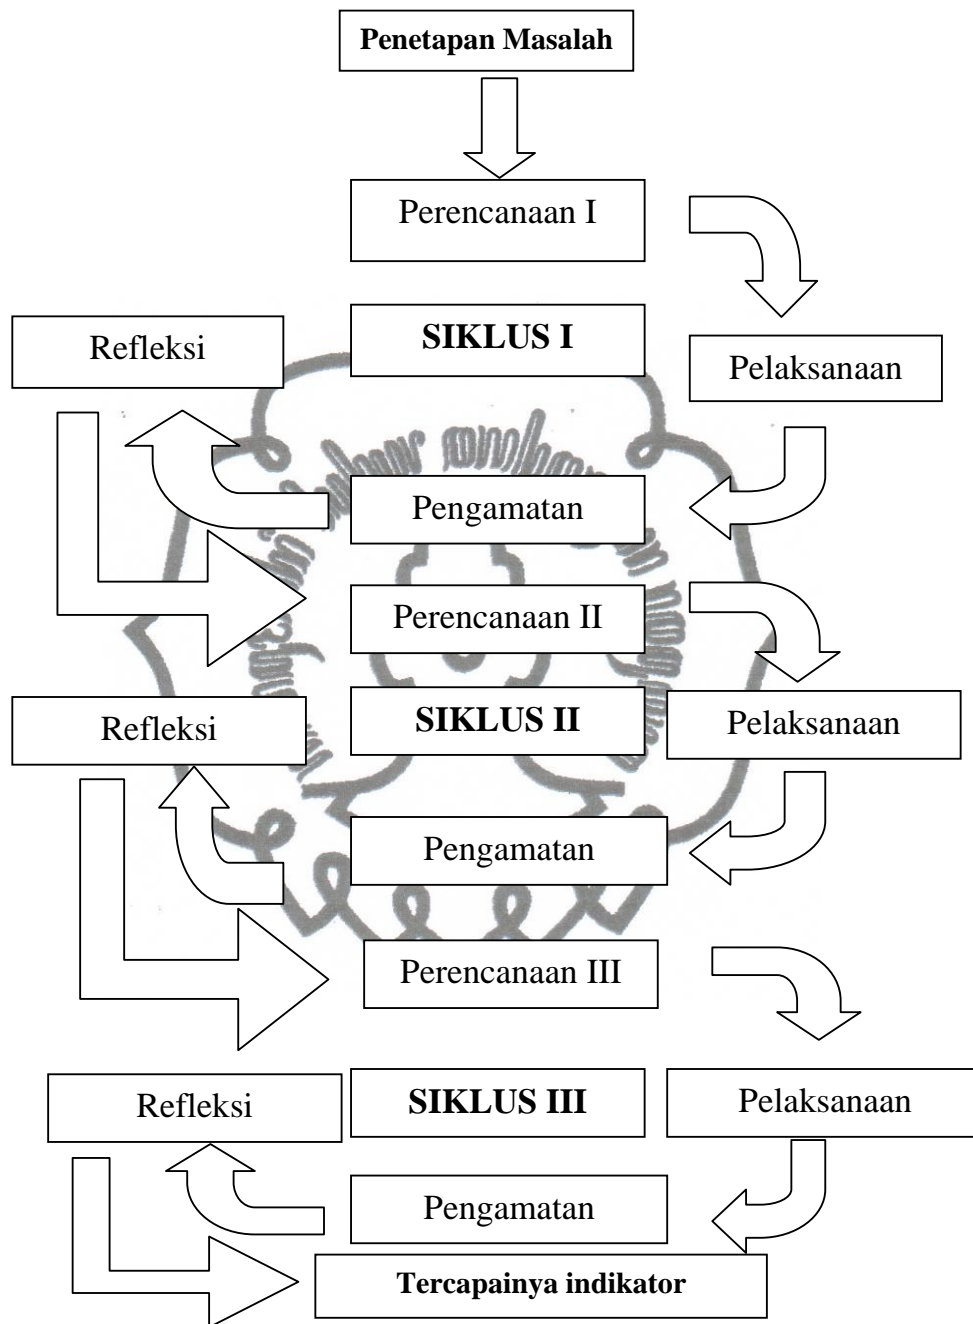 Penetapan Masalah
Perencanaan I
Refleksi
SIKLUS I
Pelaksanaan
Pengamatan
Perencanaan II
Refleksi
SIKLUS II
Pelaksanaan
Pengamatan
Perencanaan III
Refleksi
SIKLUS III
Pelaksanaan
Pengamatan
Tercapainya indikator